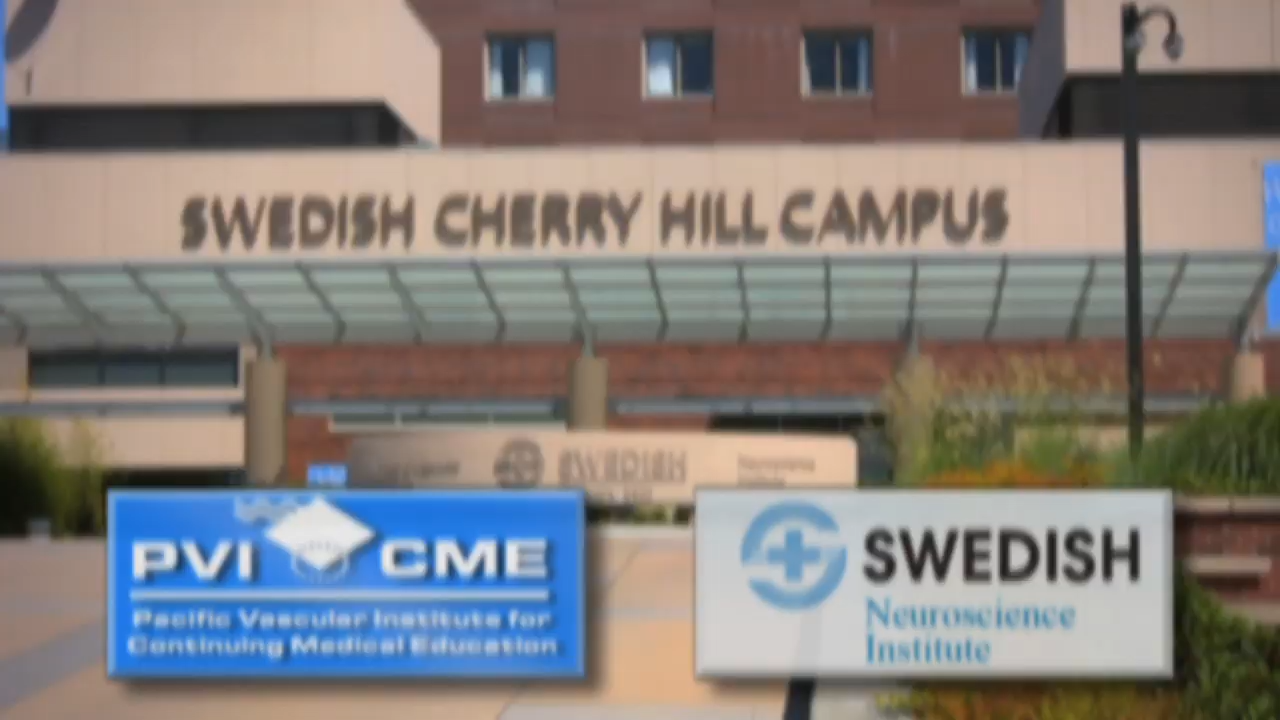 SWEDISH CHERRY HILL CAMPUS
SWEDISH
PVI CME
Pacific Vascular Institute for
Continuing Medical Education
SWEDISH
Neuroscience
Institute